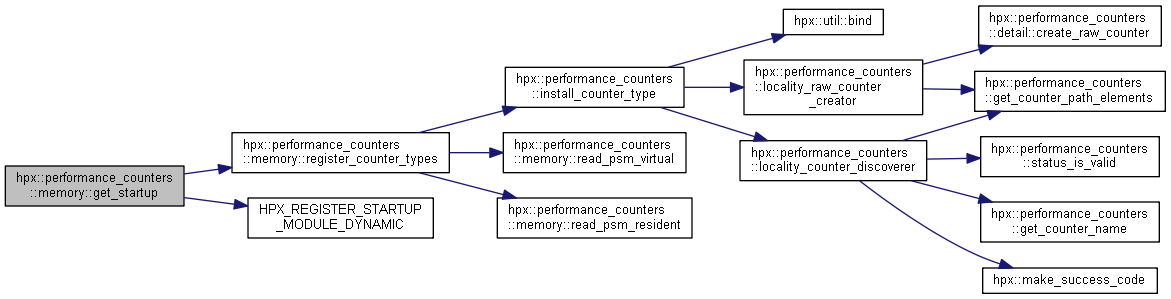 hpx::performance_counters
::memory::get_startup
hpx::performance_counters
::memory::register_counter_types
HPX_REGISTER_STARTUP
_MODULE_DYNAMIC
hpx::performance_counters
::install_counter_type
hpx::performance_counters
::memory::read_psm_virtual
hpx::performance_counters
::memory::read_psm_resident
hpx::util::bind
hpx::performance_counters
::locality_raw_counter
_creator
hpx::performance_counters
::locality_counter_discoverer
hpx::performance_counters
::detail::create_raw_counter
hpx::performance_counters
::get_counter_path_elements
hpx::performance_counters
::status_is_valid
hpx::performance_counters
::get_counter_name
hpx::make_success_code